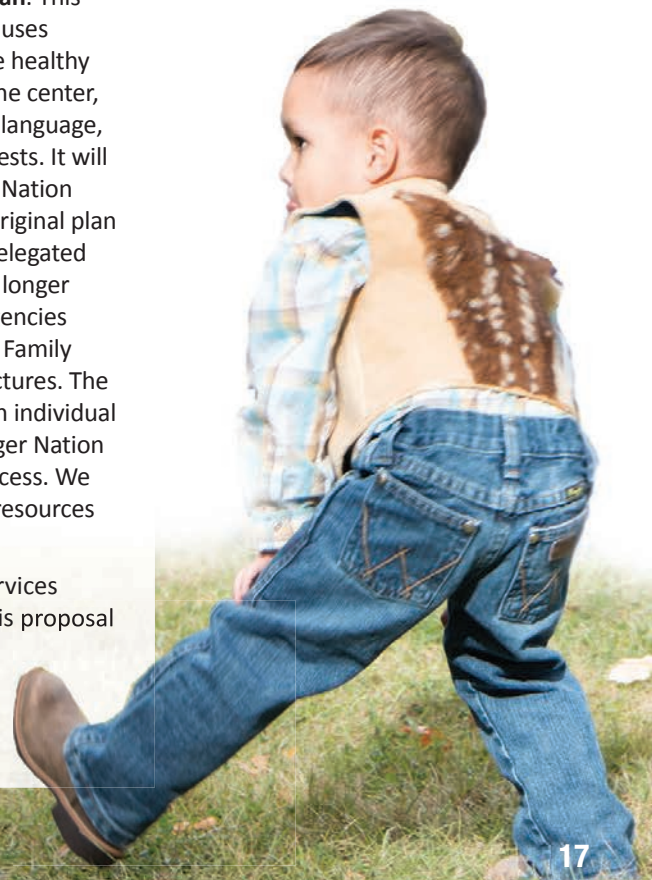 an. This
uses
e healthy
ne center,
language,
ests. It will
Nation
riginal plan
elegated
longer
encies
Family
ctures. The
n individual
ger Nation
cess. We
resources
rvices
is proposal
17